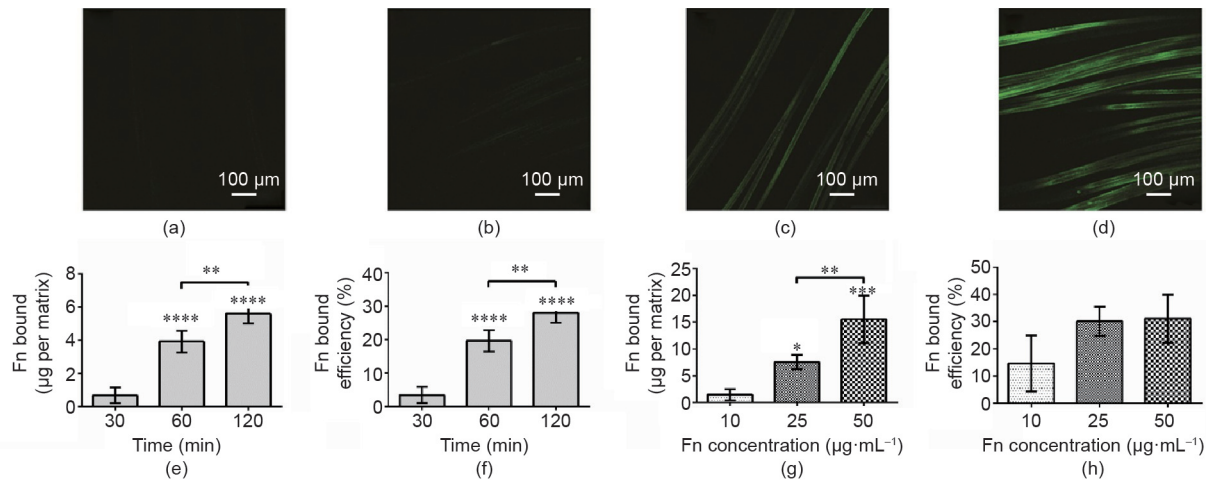 100 μm
100 μm
100 μm
100 μm
(a)
(b)
(c)
(d)
Fn bound
(μg per matrix)
8
6
4
2
0
****
**
****
30
60
120
Time (min)
(e)
Fn bound
efficiency (%)
40
30
20
10
0
****
**
****
30
60
120
Time (min)
(f)
Fn bound
(μg per matrix)
25
20
15
10
5
0
*
**
***
10
25
50
Fn concentration (μg·mL⁻¹)
(g)
Fn bound
efficiency (%)
50
40
30
20
10
0
10
25
50
Fn concentration (μg·mL⁻¹)
(h)